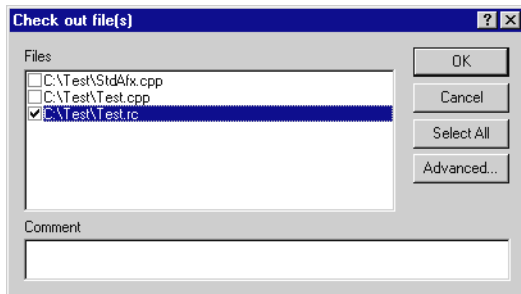 Check out file(s)
Files
C:\Test\StdAfx.cpp
C:\Test\Test.cpp
C:\Test\Test.rc
OK
Cancel
Select All
Advanced...
Comment